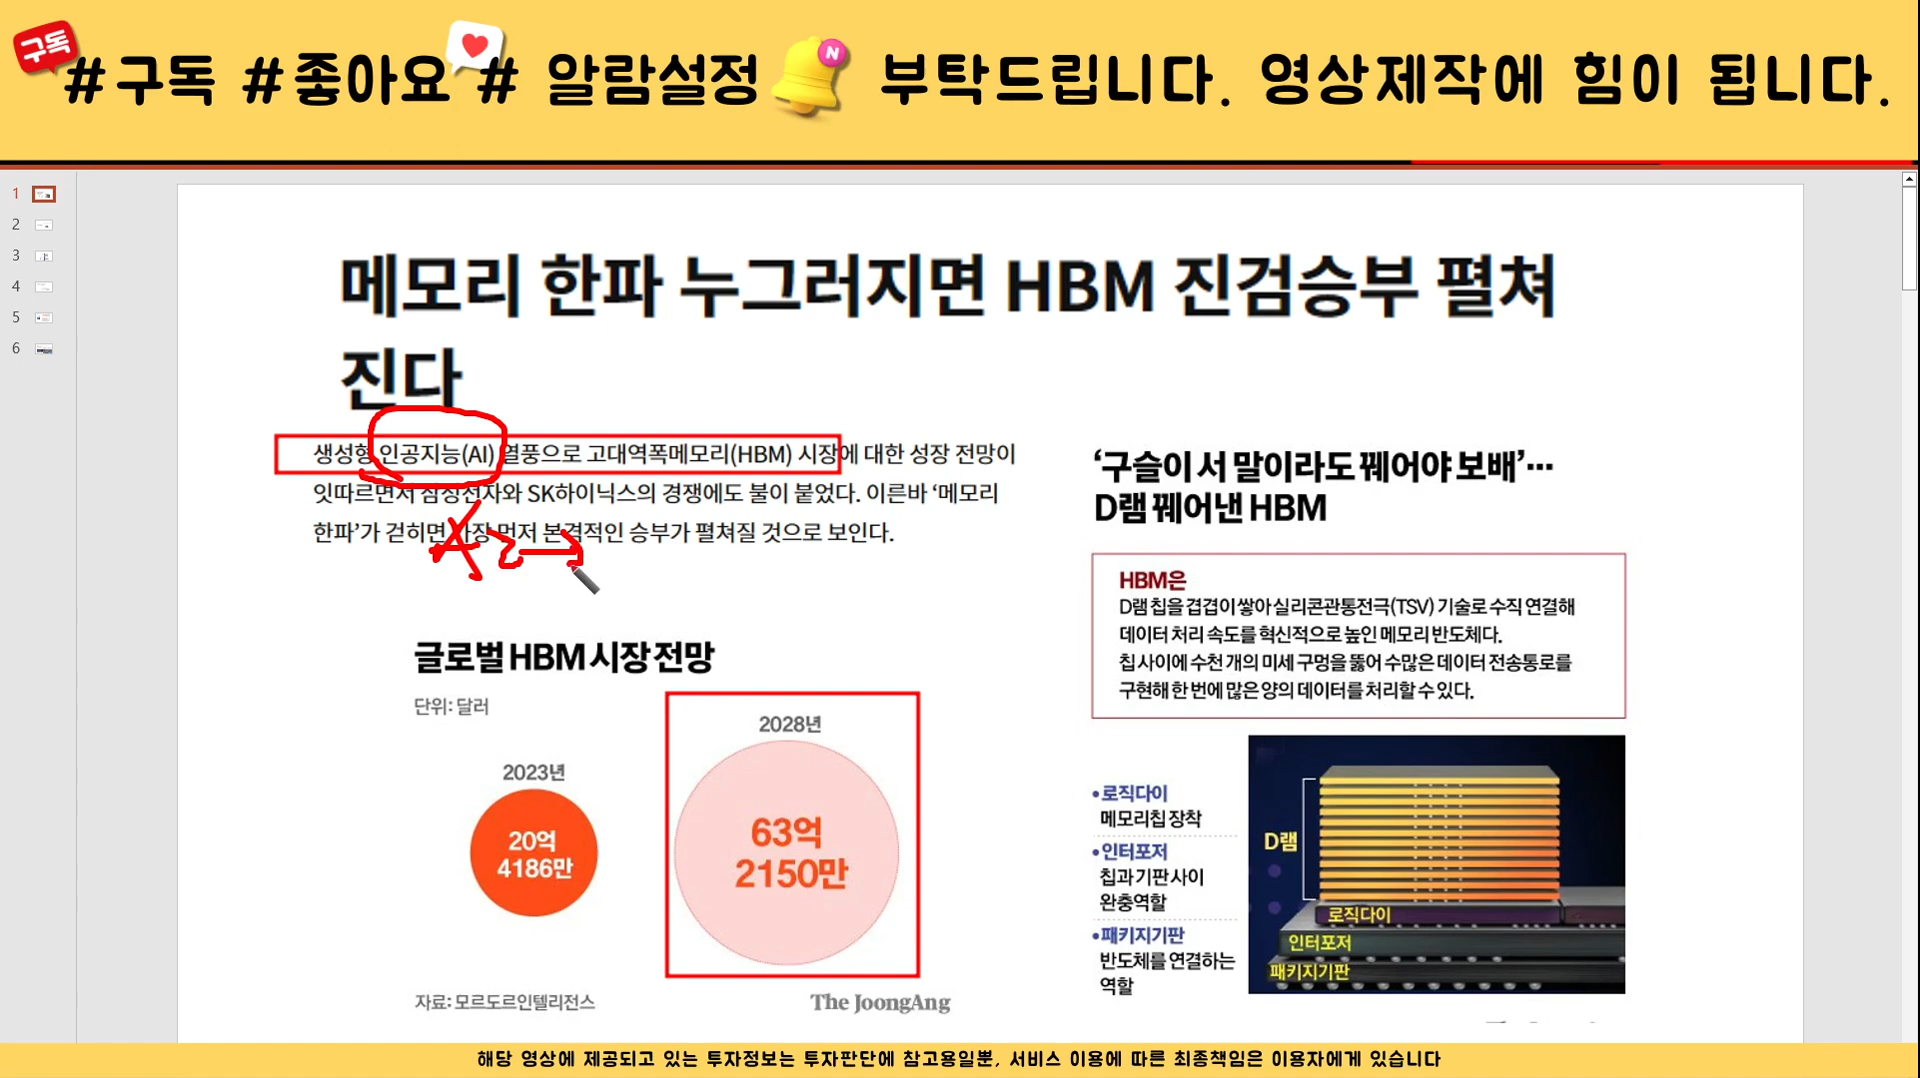 구독
#구독 #좋아요 # 알람설정 N 부탁드립니다. 영상제작에 힘이 됩니다.
1
2
3
4
5
6
메모리 한파 누그러지면 HBM 진검승부 펼쳐
진다
생성형 인공지능(AI) 열풍으로 고대역폭메모리(HBM) 시장에 대한 성장 전망이
잇따르면서 삼성전자와 SK하이닉스의 경쟁에도 불이 붙었다. 이른바 ‘메모리
한파’가 걷히면 가장 먼저 본격적인 승부가 펼쳐질 것으로 보인다.
글로벌 HBM 시장 전망
단위: 달러
2023년
20억
4186만
2028년
63억
2150만
자료: 모르도르인텔리전스
The JoongAng
‘구슬이 서 말이라도 꿰어야 보배’…
D램 꿰어낸 HBM
HBM은
D램 칩을 겹겹이 쌓아 실리콘관통전극(TSV) 기술로 수직 연결해
데이터 처리 속도를 혁신적으로 높인 메모리 반도체다.
칩 사이에 수천 개의 미세 구멍을 뚫어 수많은 데이터 전송통로를
구현해 한 번에 많은 양의 데이터를 처리할 수 있다.
•로직다이
메모리칩 장착
•인터포저
칩과 기판 사이
완충역할
•패키지기판
반도체를 연결하는
역할
D램
로직다이
인터포저
패키지기판
해당 영상에 제공되고 있는 투자정보는 투자판단에 참고용일뿐, 서비스 이용에 따른 최종책임은 이용자에게 있습니다